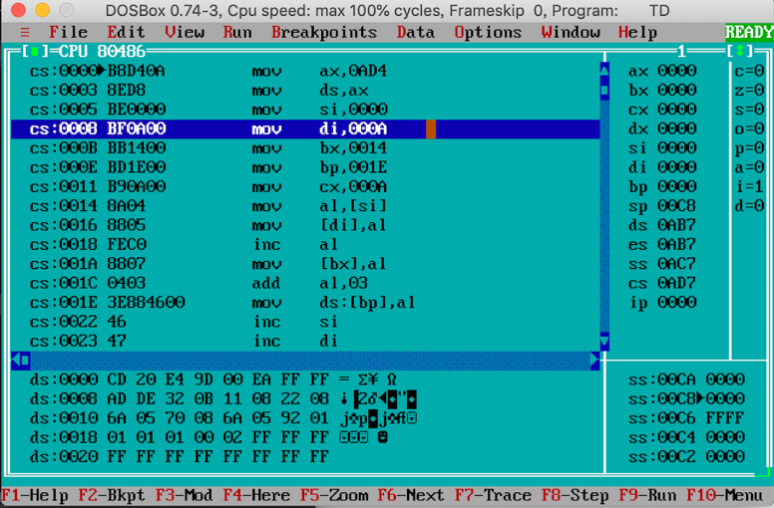 DOSBox 0.74-3, Cpu speed: max 100% cycles, Frameskip 0, Program: TD
≡ File Edit View Run Breakpoints Data Options Window Help READY
[■]=CPU 80486 1=[↕]
cs:0000►B8D40A mov ax,0AD4 ax 0000 c=0
cs:0003 8ED8 mov ds,ax bx 0000 z=0
cs:0005 BE0000 mov si,0000 cx 0000 s=0
cs:0008 BF0A00 mov di,000A dx 0000 o=0
cs:000B BB1400 mov bx,0014 si 0000 p=0
cs:000E BD1E00 mov bp,001E di 0000 a=0
cs:0011 B90A00 mov cx,000A bp 0000 i=1
cs:0014 8A04 mov al,[si] sp 00C8 d=0
cs:0016 8805 mov [di],al ds 0AB7
cs:0018 FEC0 inc al es 0AB7
cs:001A 8807 mov [bx],al ss 0AC7
cs:001C 0403 add al,03 cs 0AD7
cs:001E 3E884600 mov ds:[bp],al ip 0000
cs:0022 46 inc si
cs:0023 47 inc di
ds:0000 CD 20 E4 9D 00 EA FF FF = Σ¥ Ω ss:00CA 0000
ds:0008 AD DE 32 0B 11 08 22 08 ¡▐2♂◄◘"◘ ss:00C8►0000
ds:0010 6A 05 70 08 6A 05 92 01 j♣p◘j♣Æ☺ ss:00C6 FFFF
ds:0018 01 01 01 00 02 FF FF FF ☺☺☺ ☻ ss:00C4 0000
ds:0020 FF FF FF FF FF FF FF FF ss:00C2 0000
F1-Help F2-Bkpt F3-Mod F4-Here F5-Zoom F6-Next F7-Trace F8-Step F9-Run F10-Menu